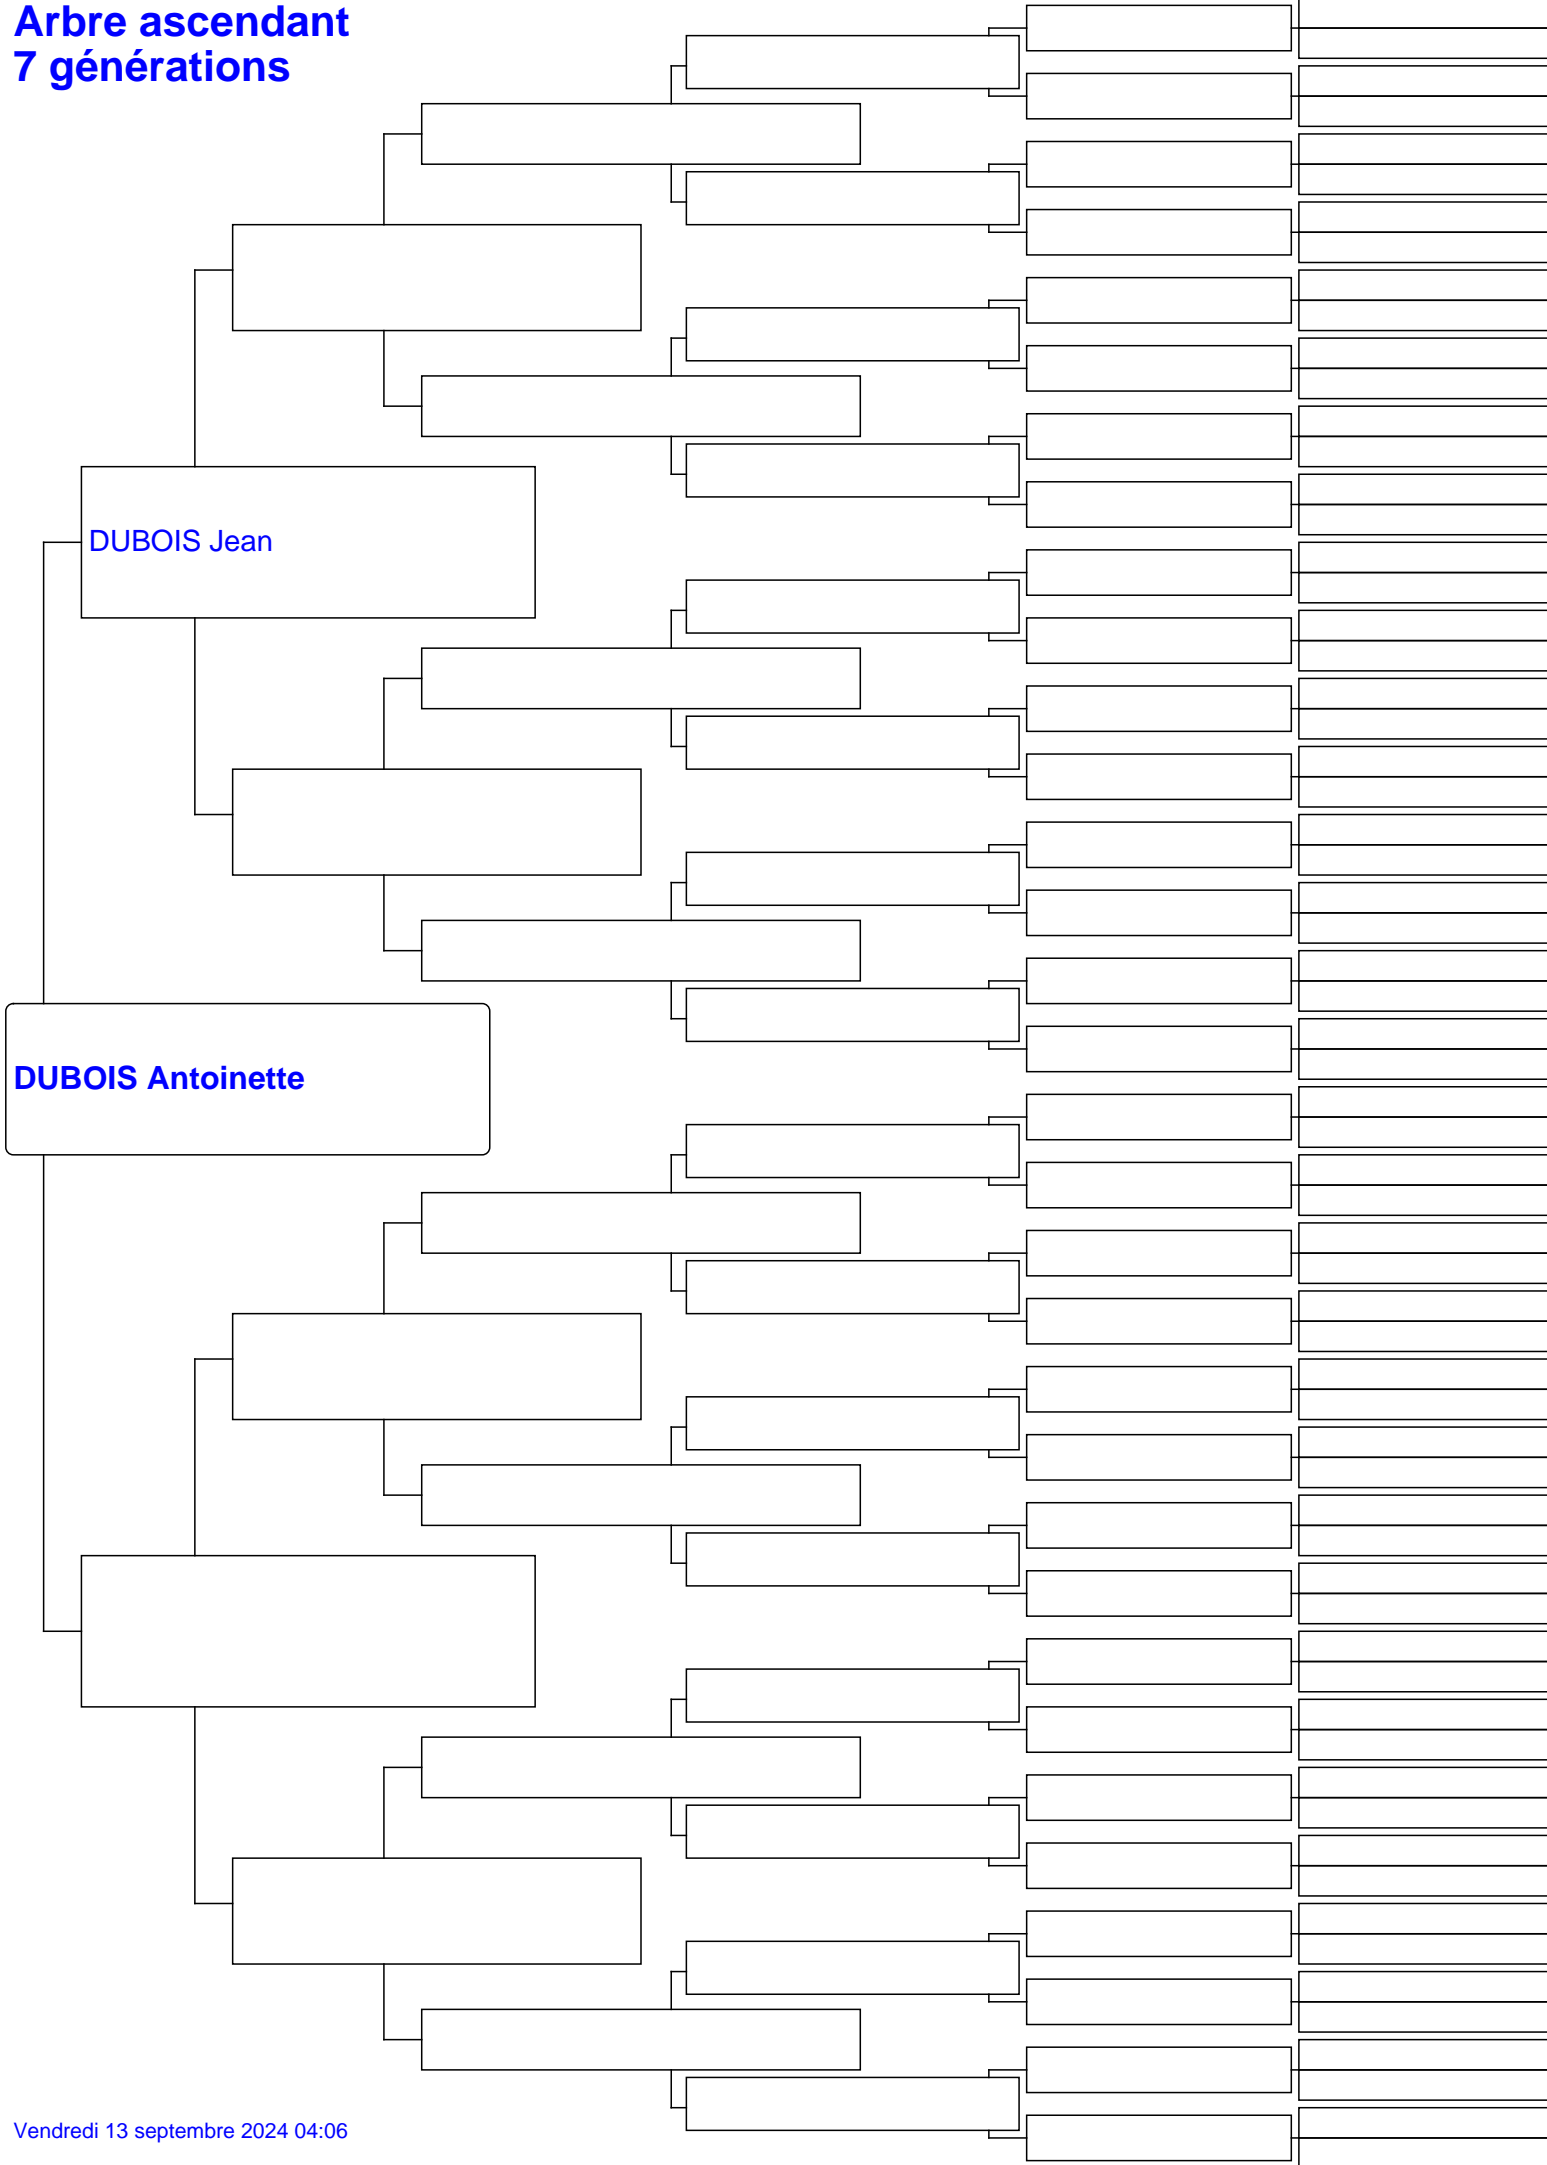 Arbre ascendant
7 générations
DUBOIS Jean
DUBOIS Antoinette
Vendredi 13 septembre 2024 04:06